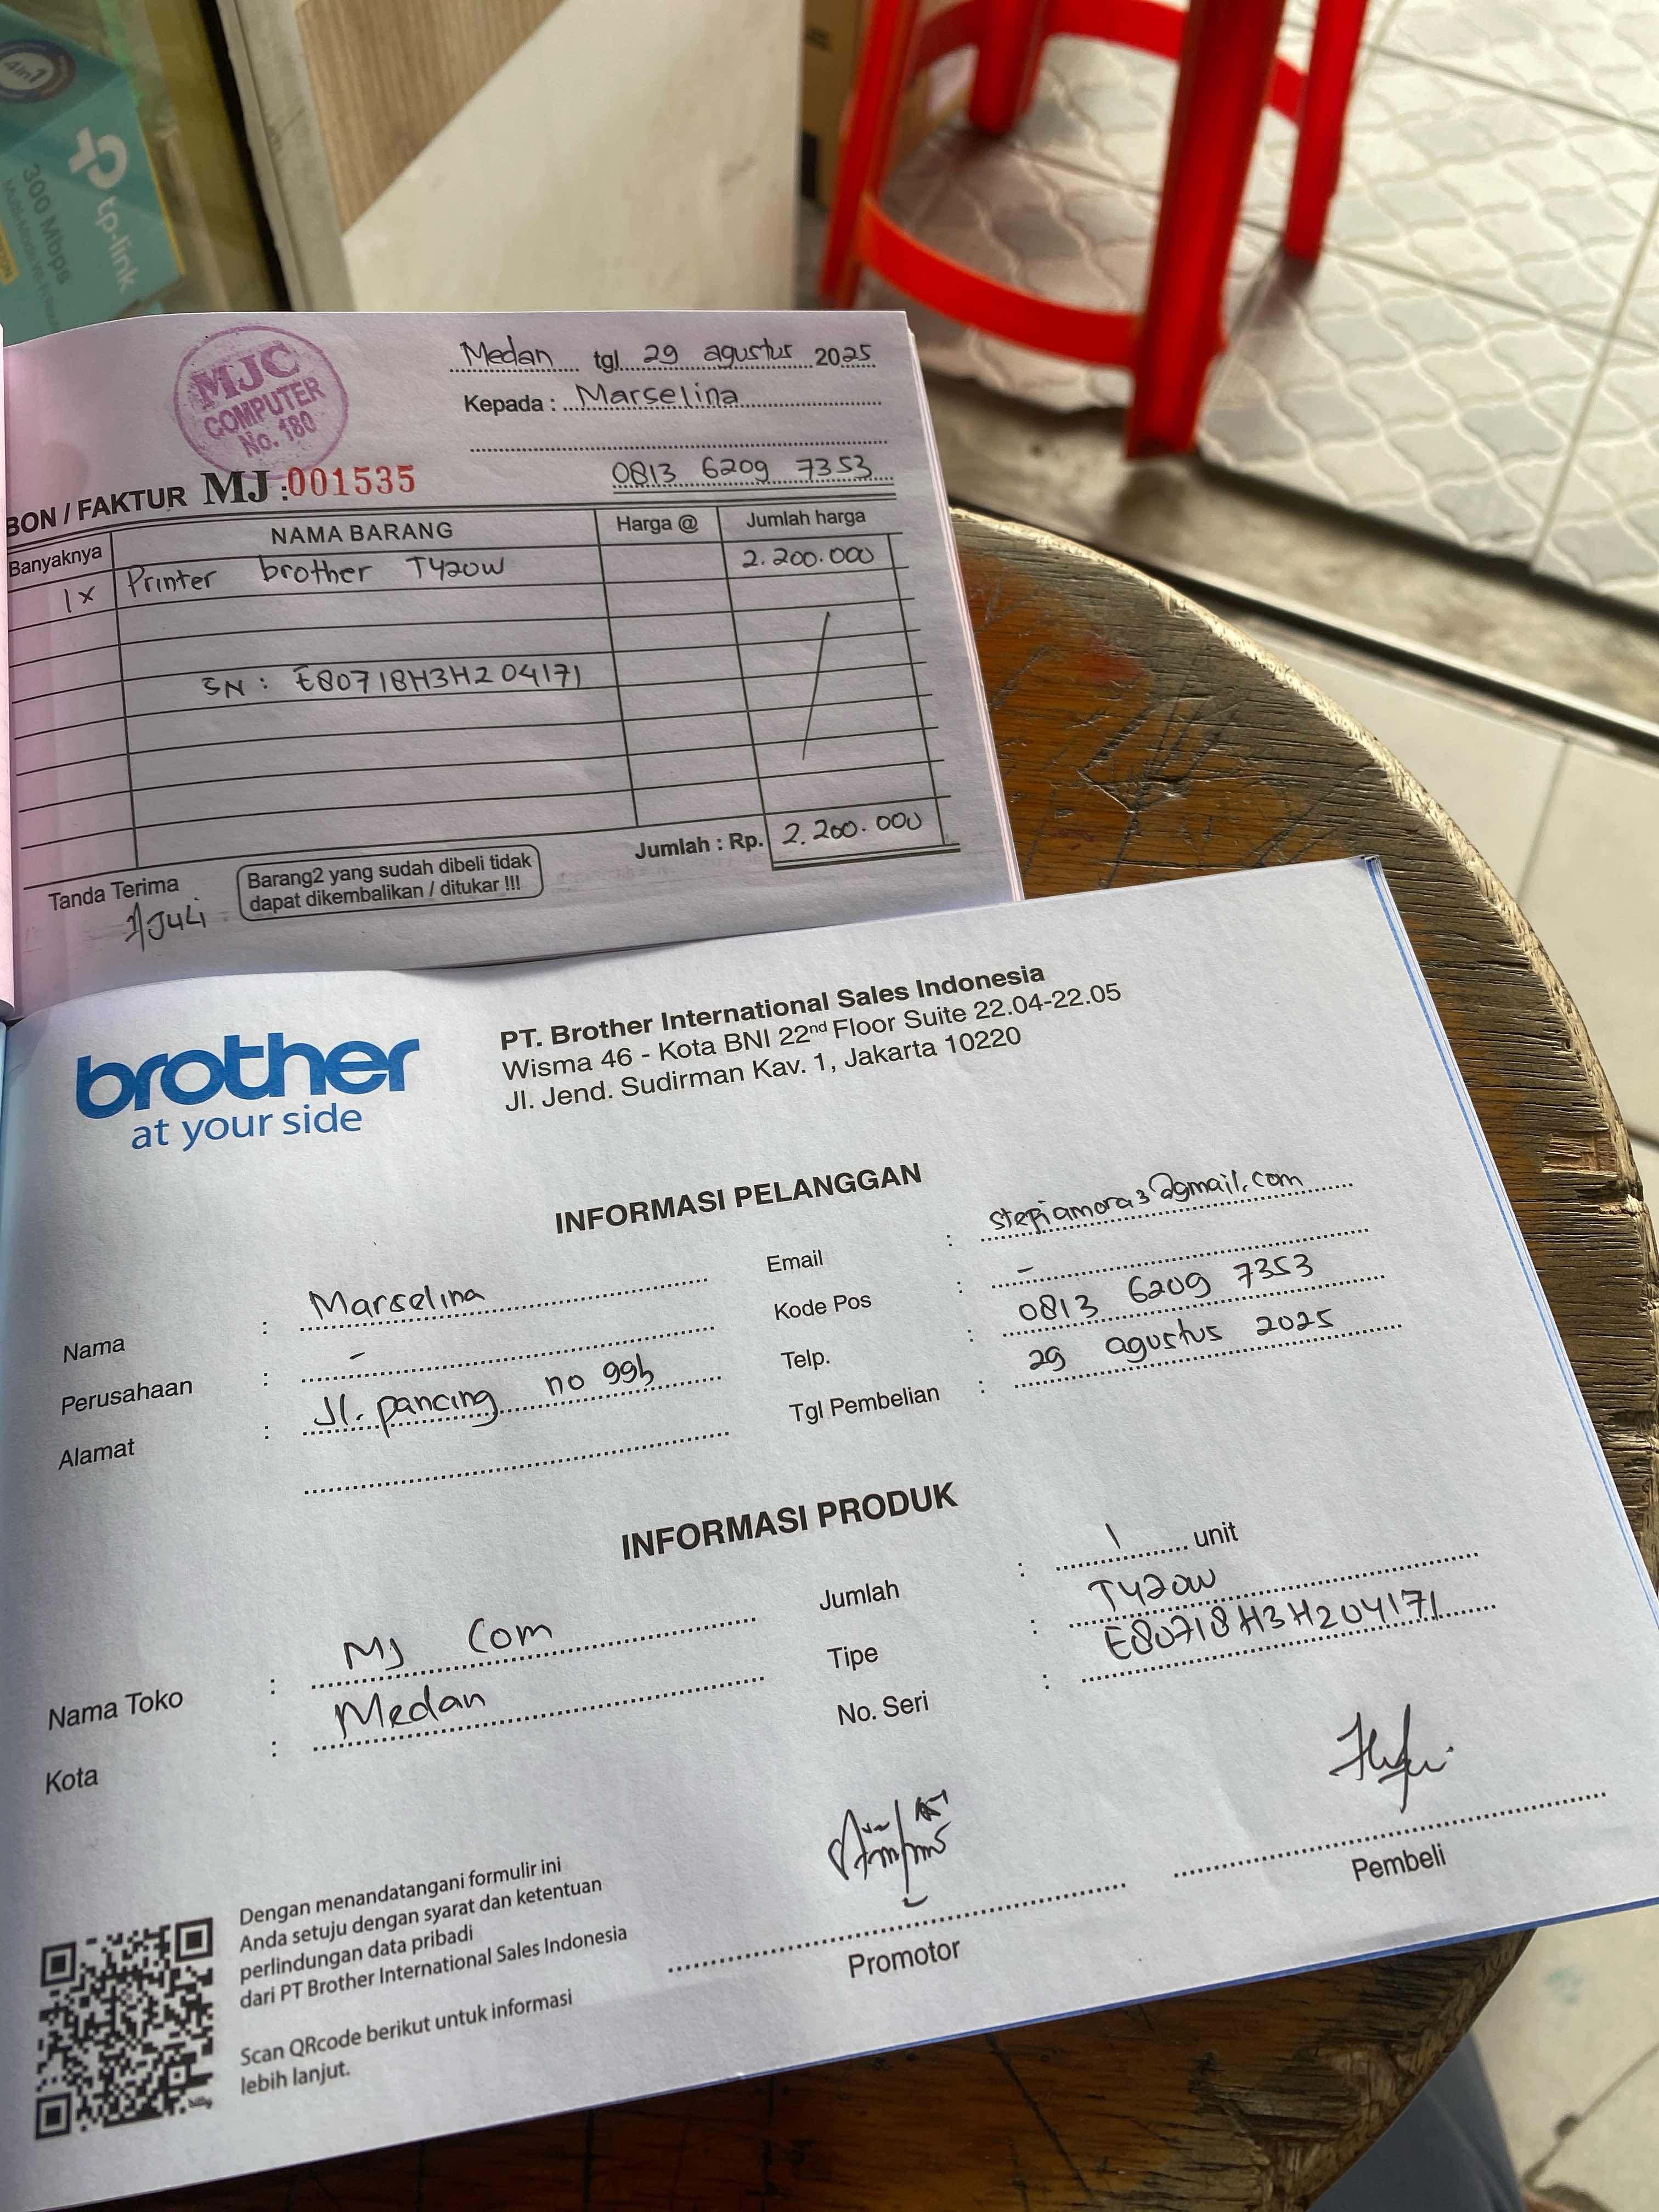 4in1
tp-link
300 Mbps
MJC
COMPUTER
No. 180
Medan tgl 29 agustus 2025
Kepada : Marselina
0813 6209 7353
BON / FAKTUR MJ :001535
Banyaknya NAMA BARANG Harga @ Jumlah harga
1x Printer brother T420W 2.200.000
SN : E80718H3H204171
Jumlah : Rp. 2.200.000
Tanda Terima
Juli
Barang2 yang sudah dibeli tidak
dapat dikembalikan / ditukar !!!
brother
at your side
PT. Brother International Sales Indonesia
Wisma 46 - Kota BNI 22nd Floor Suite 22.04-22.05
Jl. Jend. Sudirman Kav. 1, Jakarta 10220
INFORMASI PELANGGAN
Nama : Marselina
Perusahaan : -
Alamat : Jl. pancing no 99b
Email : stepiamora3@gmail.com
Kode Pos : -
Telp. : 0813 6209 7353
Tgl Pembelian : 29 agustus 2025
INFORMASI PRODUK
Nama Toko : MJ Com
Kota : Medan
Jumlah : 1 unit
Tipe : T420W
No. Seri : E80718H3H204171
Promotor
Pembeli
Dengan menandatangani formulir ini
Anda setuju dengan syarat dan ketentuan
perlindungan data pribadi
dari PT Brother International Sales Indonesia
Scan QRcode berikut untuk informasi
lebih lanjut.